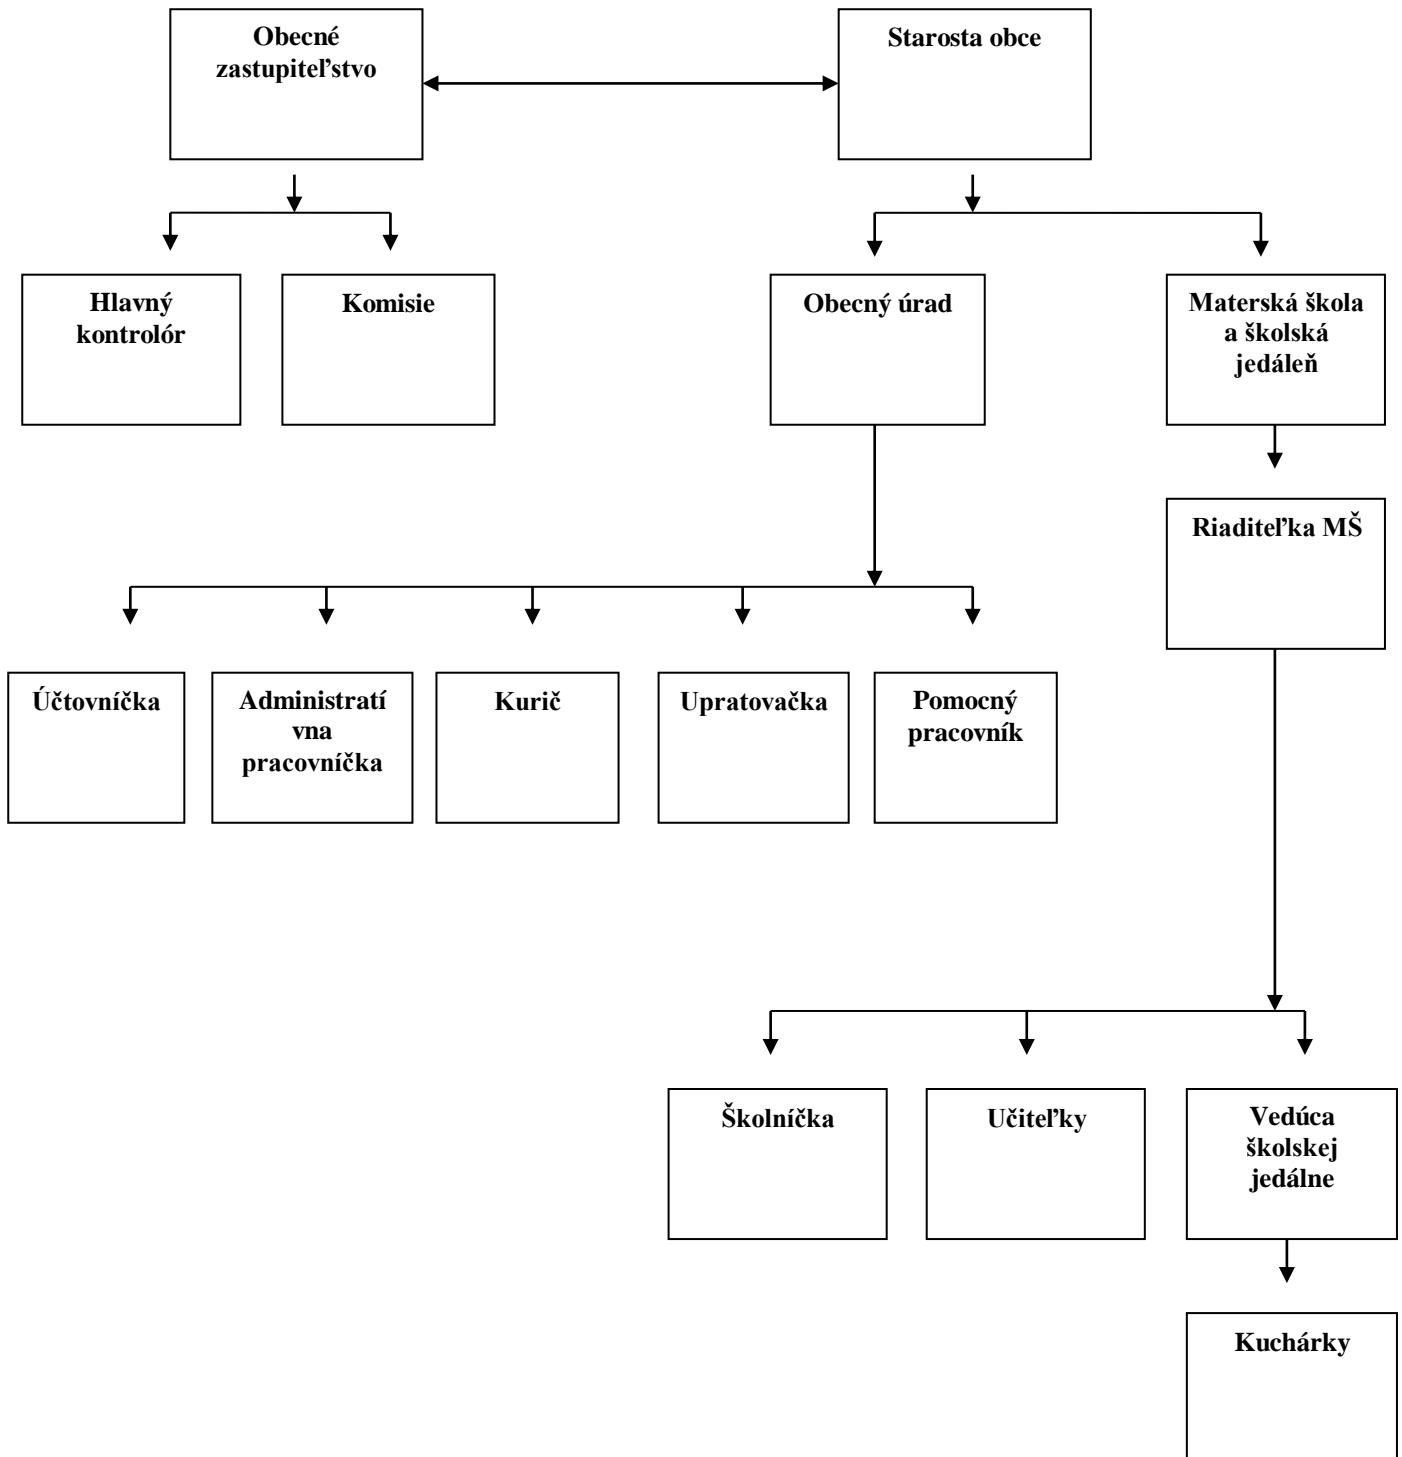 Obecné
zastupiteľstvo
Starosta obce
Hlavný
kontrolór
Komisie
Obecný úrad
Materská škola
a školská
jedáleň
Riaditeľka MŠ
Účtovníčka
Administratí
vna
pracovníčka
Kurič
Upratovačka
Pomocný
pracovník
Školníčka
Učiteľky
Vedúca
školskej
jedálne
Kuchárky